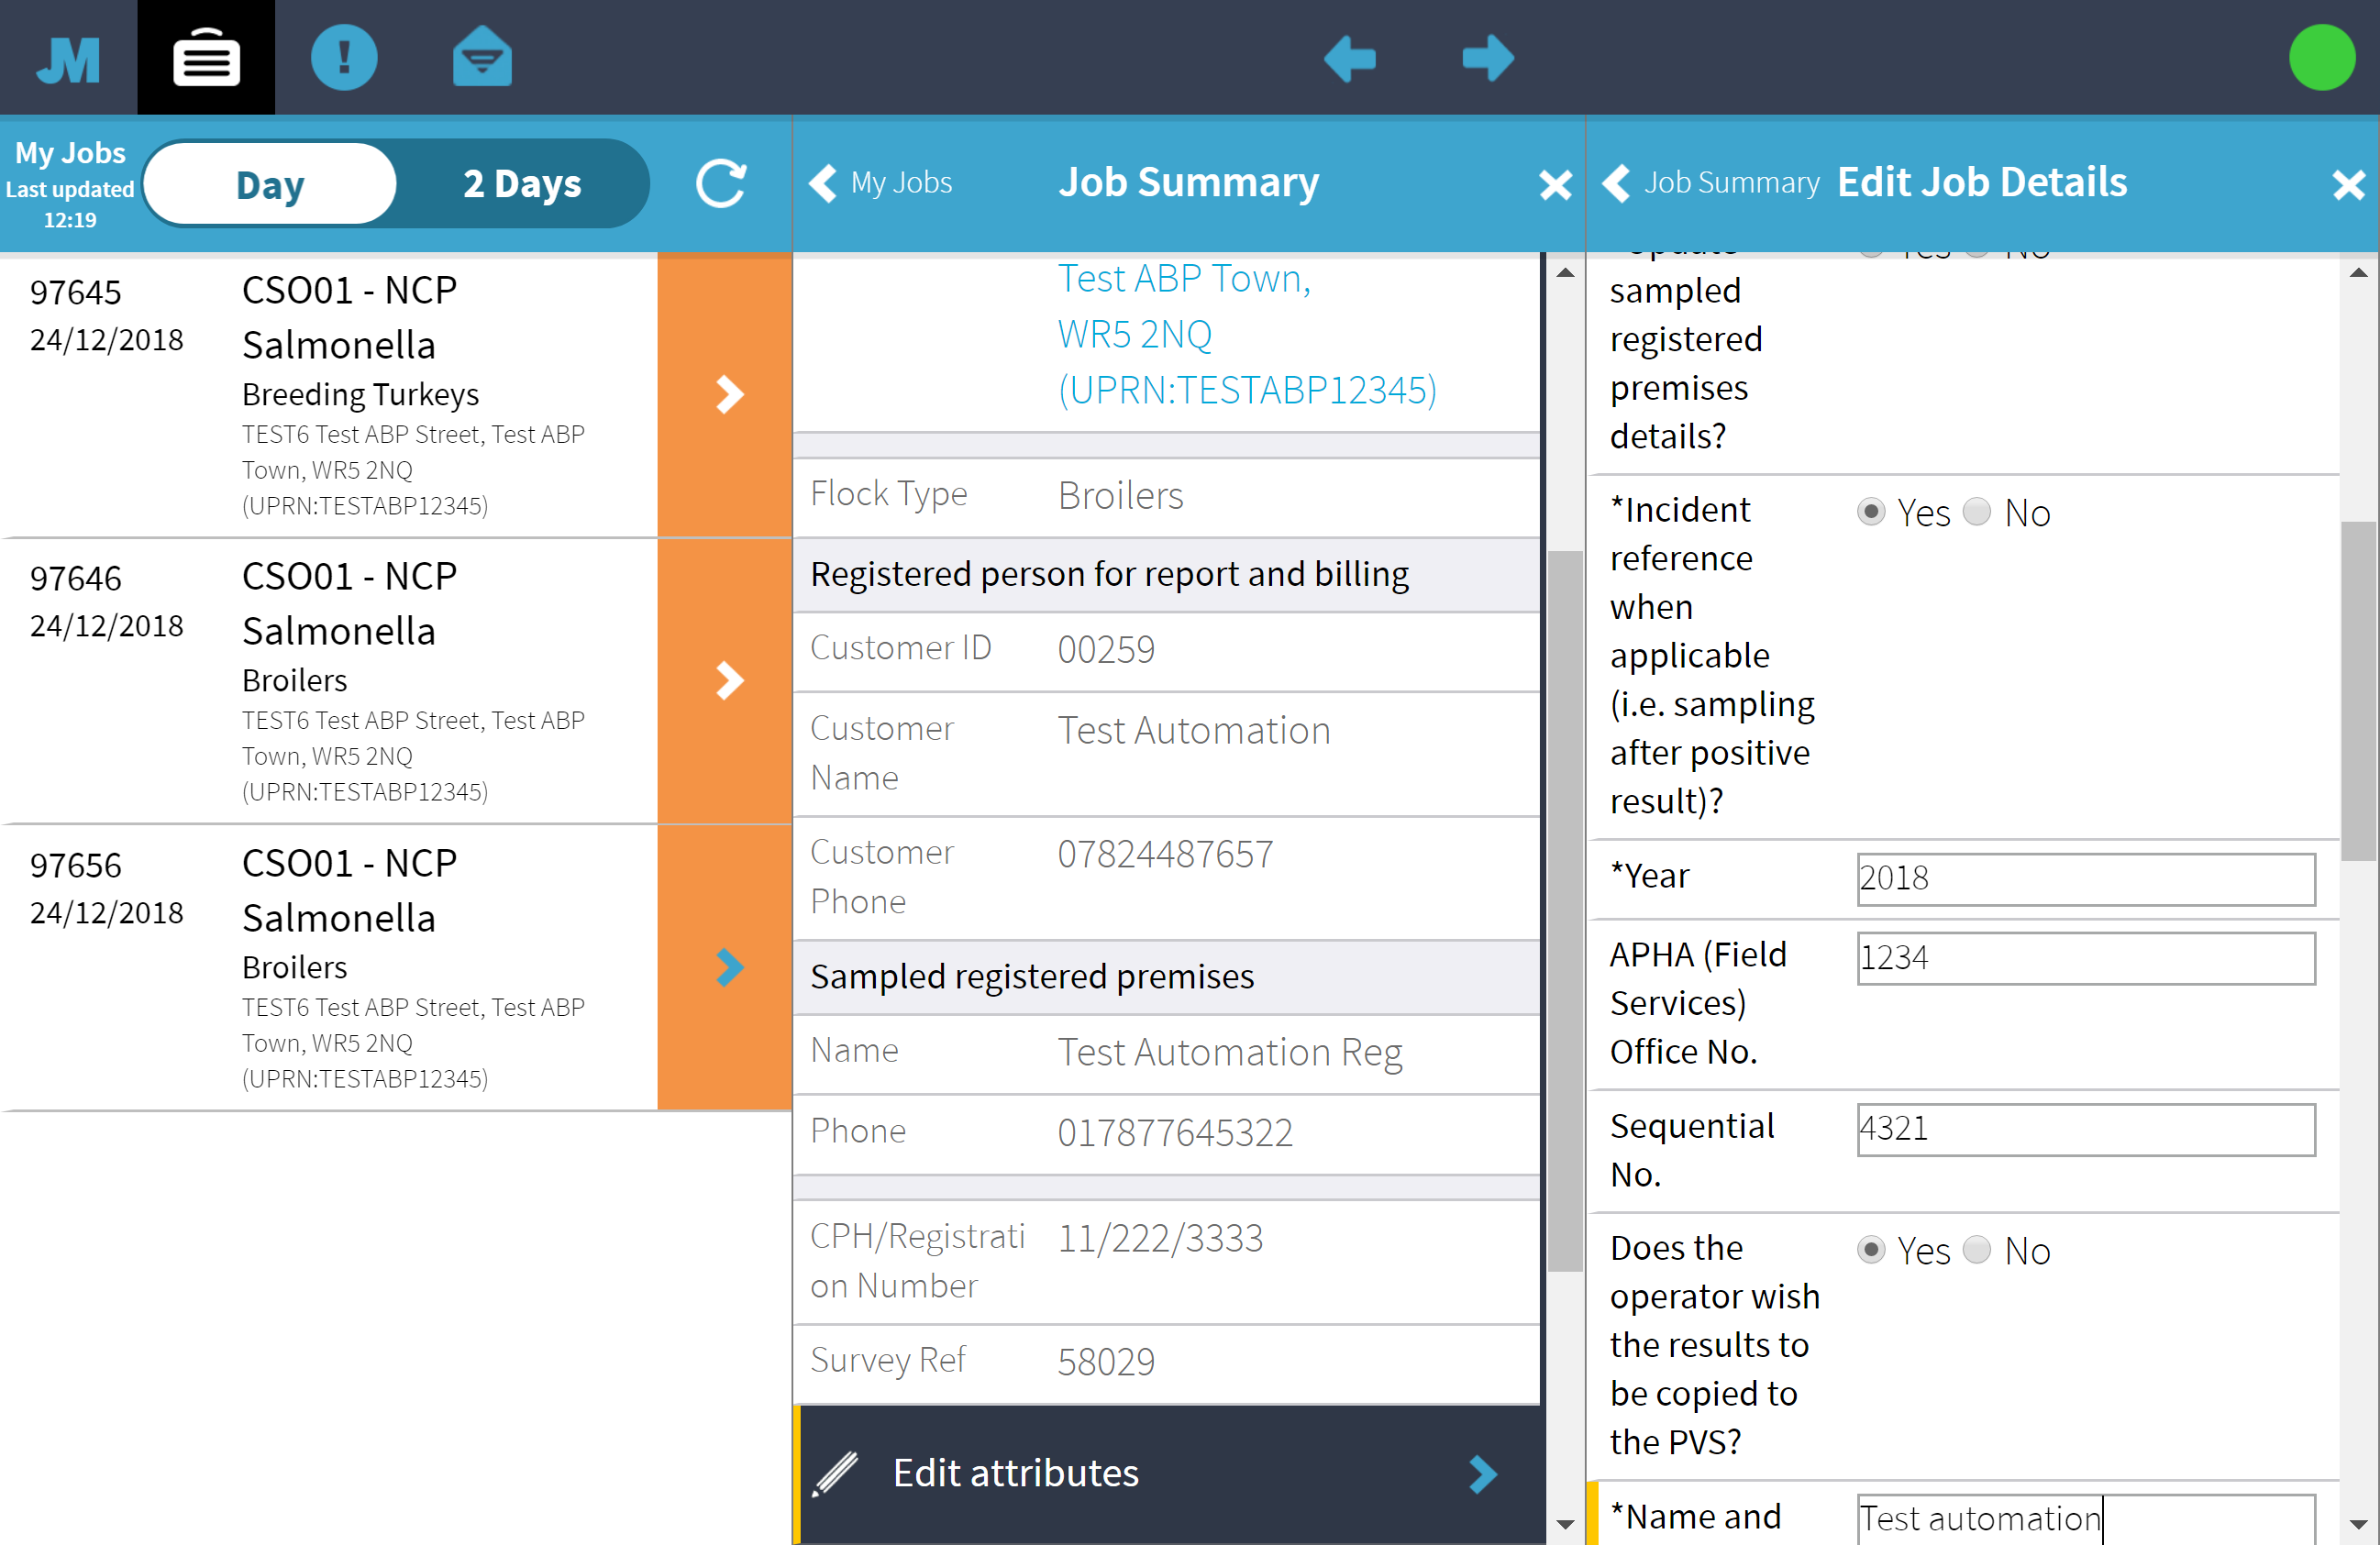 JM
My Jobs
Last updated
12:19
Day
2 Days
My Jobs
Job Summary
Job Summary
Edit Job Details
97645
24/12/2018
CSO01 - NCP
Salmonella
Breeding Turkeys
TEST6 Test ABP Street, Test ABP
Town, WR5 2NQ
(UPRN:TESTABP12345)
97646
24/12/2018
CSO01 - NCP
Salmonella
Broilers
TEST6 Test ABP Street, Test ABP
Town, WR5 2NQ
(UPRN:TESTABP12345)
97656
24/12/2018
CSO01 - NCP
Salmonella
Broilers
TEST6 Test ABP Street, Test ABP
Town, WR5 2NQ
(UPRN:TESTABP12345)
Test ABP Town,
WR5 2NQ
(UPRN:TESTABP12345)
Flock Type
Broilers
Registered person for report and billing
Customer ID
00259
Customer
Name
Test Automation
Customer
Phone
07824487657
Sampled registered premises
Name
Test Automation Reg
Phone
017877645322
CPH/Registrati
on Number
11/222/3333
Survey Ref
58029
Edit attributes
Update
Yes No
sampled
registered
premises
details?
*Incident
reference
when
applicable
(i.e. sampling
after positive
result)?
Yes No
*Year
2018
APHA (Field
Services)
Office No.
1234
Sequential
No.
4321
Does the
operator wish
the results to
be copied to
the PVS?
Yes No
*Name and
Test automation